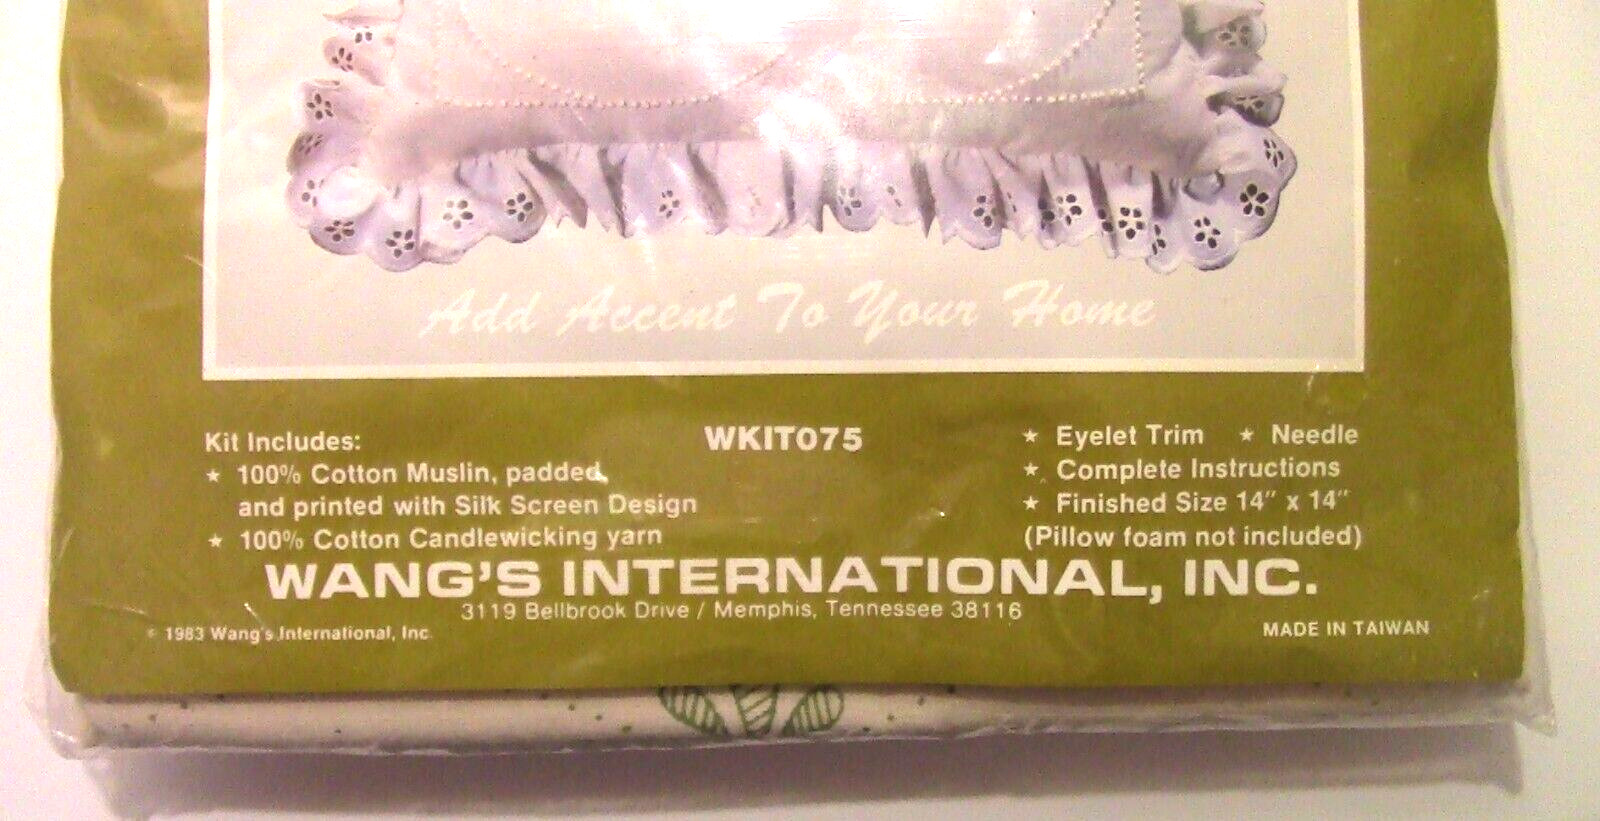 Add Accent To Your Home
Kit Includes:
★ 100% Cotton Muslin, padded,
and printed with Silk Screen Design
★ 100% Cotton Candlewicking yarn
WKIT075
★ Eyelet Trim ★ Needle
★ Complete Instructions
★ Finished Size 14" x 14"
(Pillow foam not included)
WANG'S INTERNATIONAL, INC.
3119 Bellbrook Drive / Memphis, Tennessee 38116
© 1983 Wang's International, Inc.
MADE IN TAIWAN